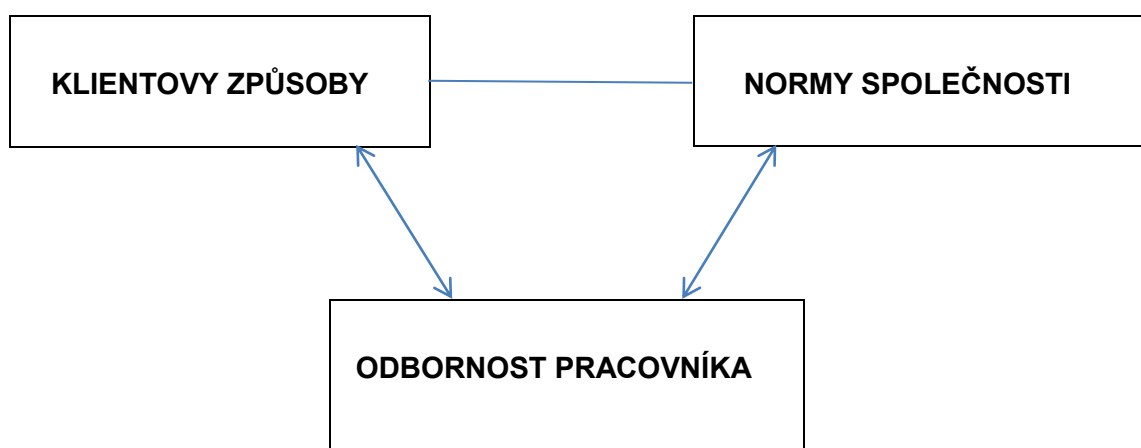 KLIENTOVY ZPŮSOBY
NORMY SPOLEČNOSTI
ODBORNOST PRACOVNÍKA